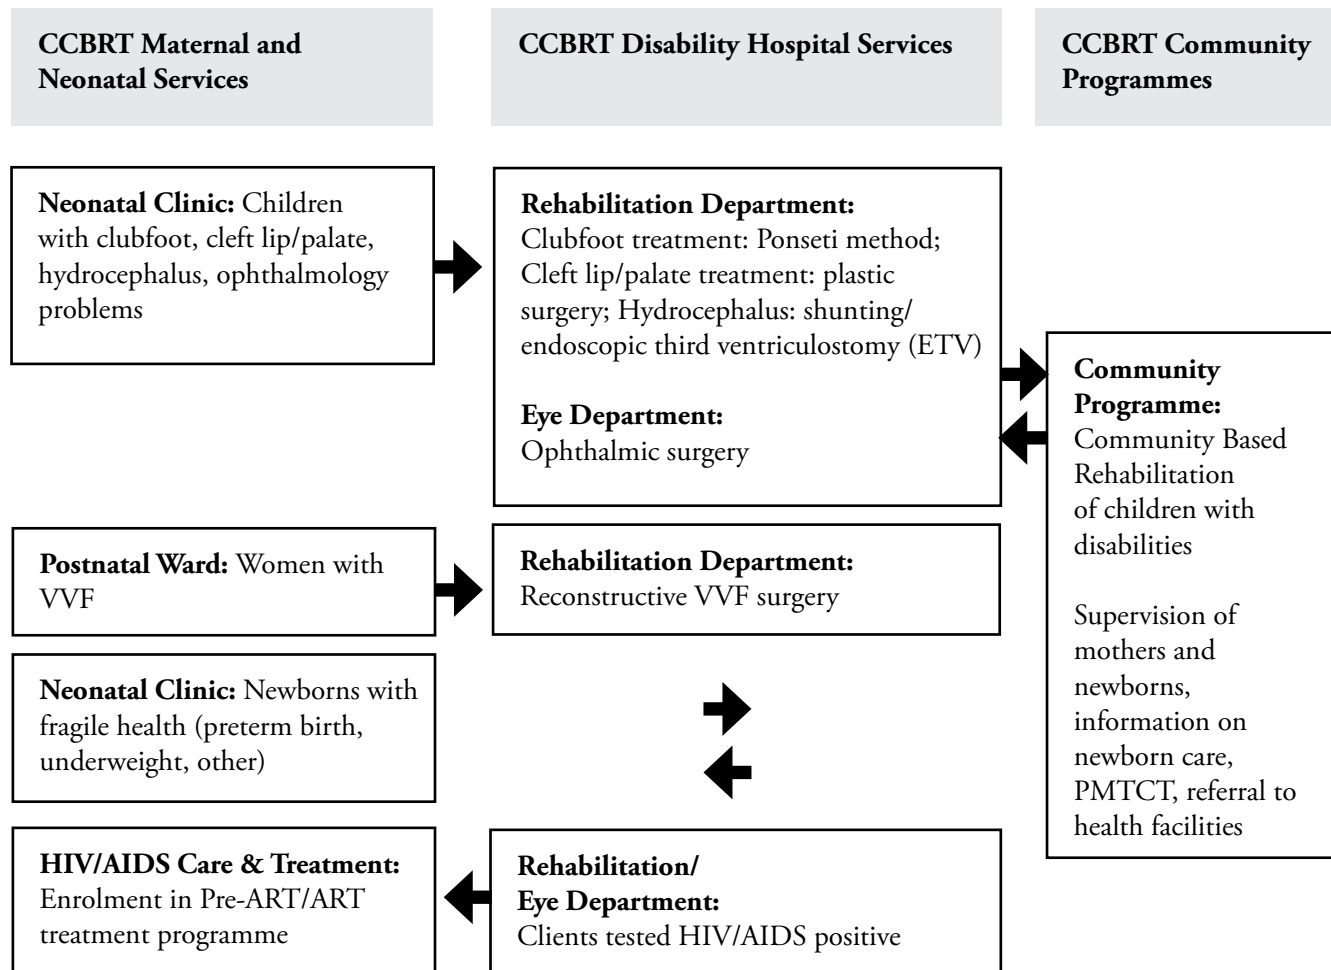 CCBRT Maternal and
Neonatal Services
CCBRT Disability Hospital Services
CCBRT Community
Programmes
Neonatal Clinic: Children
with clubfoot, cleft lip/palate,
hydrocephalus, ophthalmology
problems
Rehabilitation Department:
Clubfoot treatment: Ponseti method;
Cleft lip/palate treatment: plastic
surgery; Hydrocephalus: shunting/
endoscopic third ventriculostomy (ETV)
Eye Department:
Ophthalmic surgery
Community
Programme:
Community Based
Rehabilitation
of children with
disabilities
Supervision of
mothers and
newborns,
information on
newborn care,
PMTCT, referral to
health facilities
Postnatal Ward: Women with
VVF
Rehabilitation Department:
Reconstructive VVF surgery
Neonatal Clinic: Newborns with
fragile health (preterm birth,
underweight, other)
HIV/AIDS Care & Treatment:
Enrolment in Pre-ART/ART
treatment programme
Rehabilitation/
Eye Department:
Clients tested HIV/AIDS positive